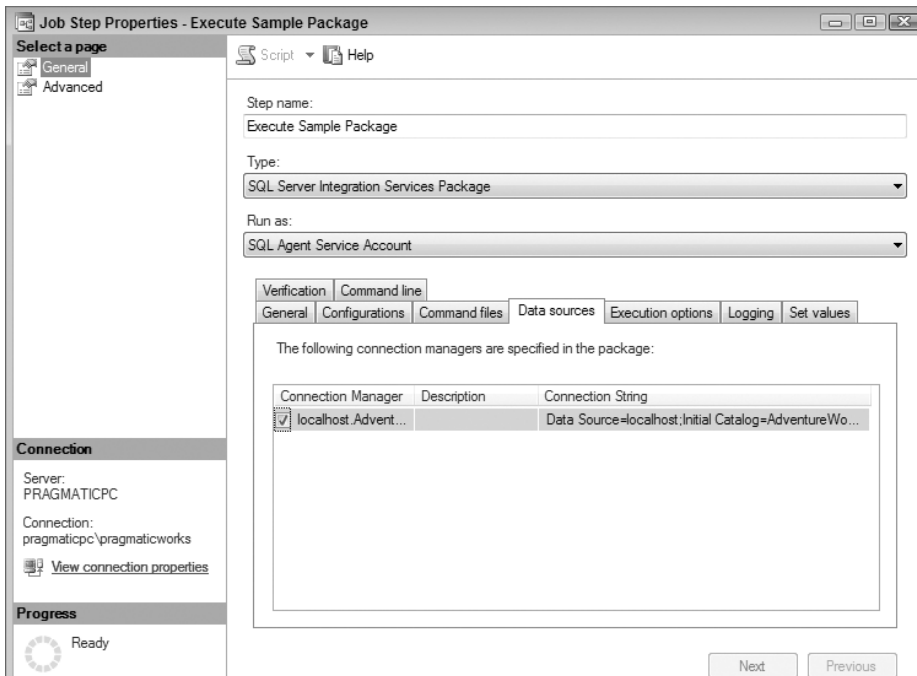 Job Step Properties - Execute Sample Package
Select a page
General
Advanced
Script
Help
Step name:
Execute Sample Package
Type:
SQL Server Integration Services Package
Run as:
SQL Agent Service Account
Verification
Command line
General
Configurations
Command files
Data sources
Execution options
Logging
Set values
The following connection managers are specified in the package:
Connection Manager
Description
Connection String
localhost.Advent...
Data Source=localhost;Initial Catalog=AdventureWo...
Connection
Server:
PRAGMATICPC
Connection:
pragmaticpc\pragmaticworks
View connection properties
Progress
Ready
Next
Previous